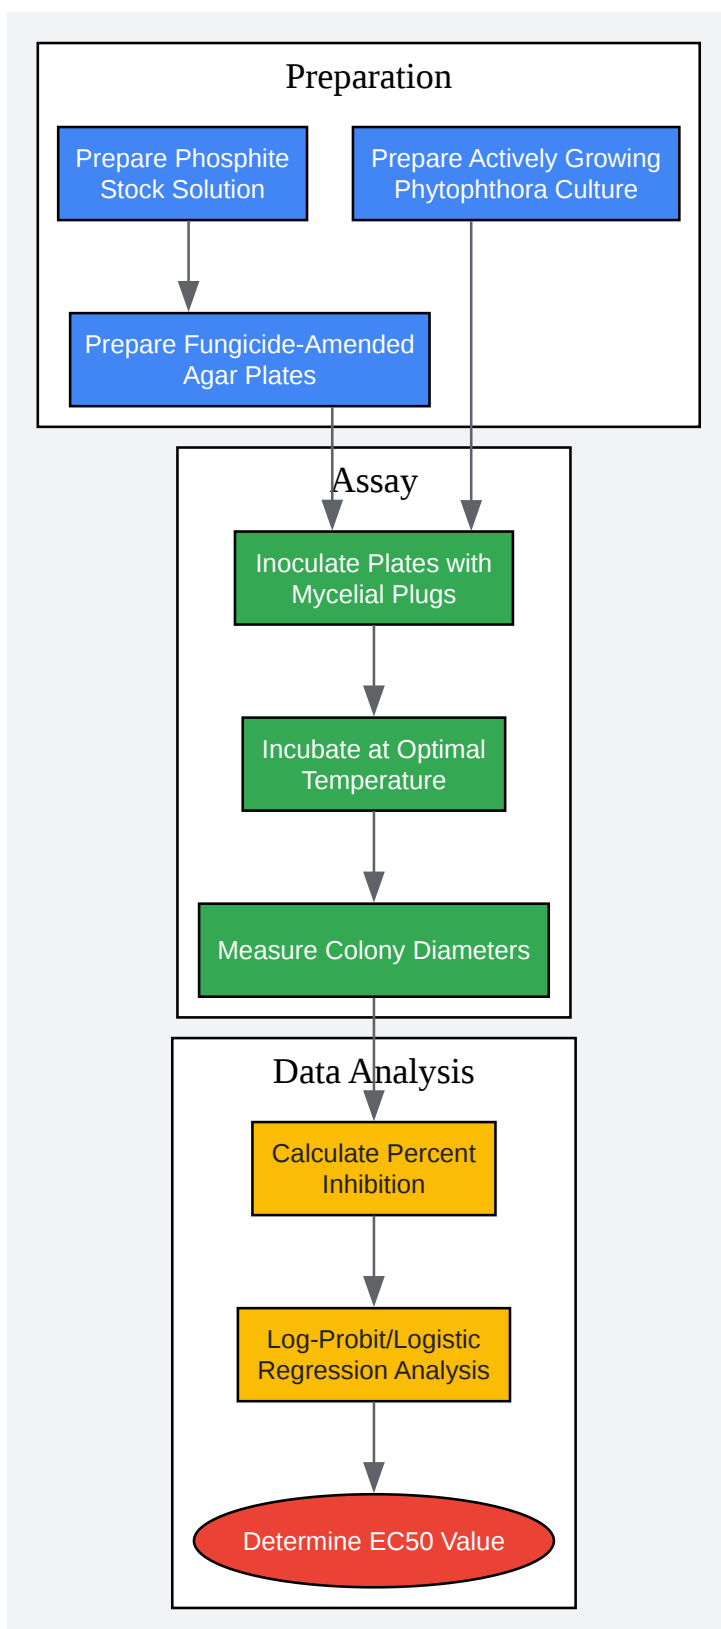 Preparation
Prepare Phosphite
Stock Solution
Prepare Actively Growing
Phytophthora Culture
Prepare Fungicide-Amended
Agar Plates
Assay
Inoculate Plates with
Mycelial Plugs
Incubate at Optimal
Temperature
Measure Colony Diameters
Data Analysis
Calculate Percent
Inhibition
Log-Probit/Logistic
Regression Analysis
Determine EC50 Value